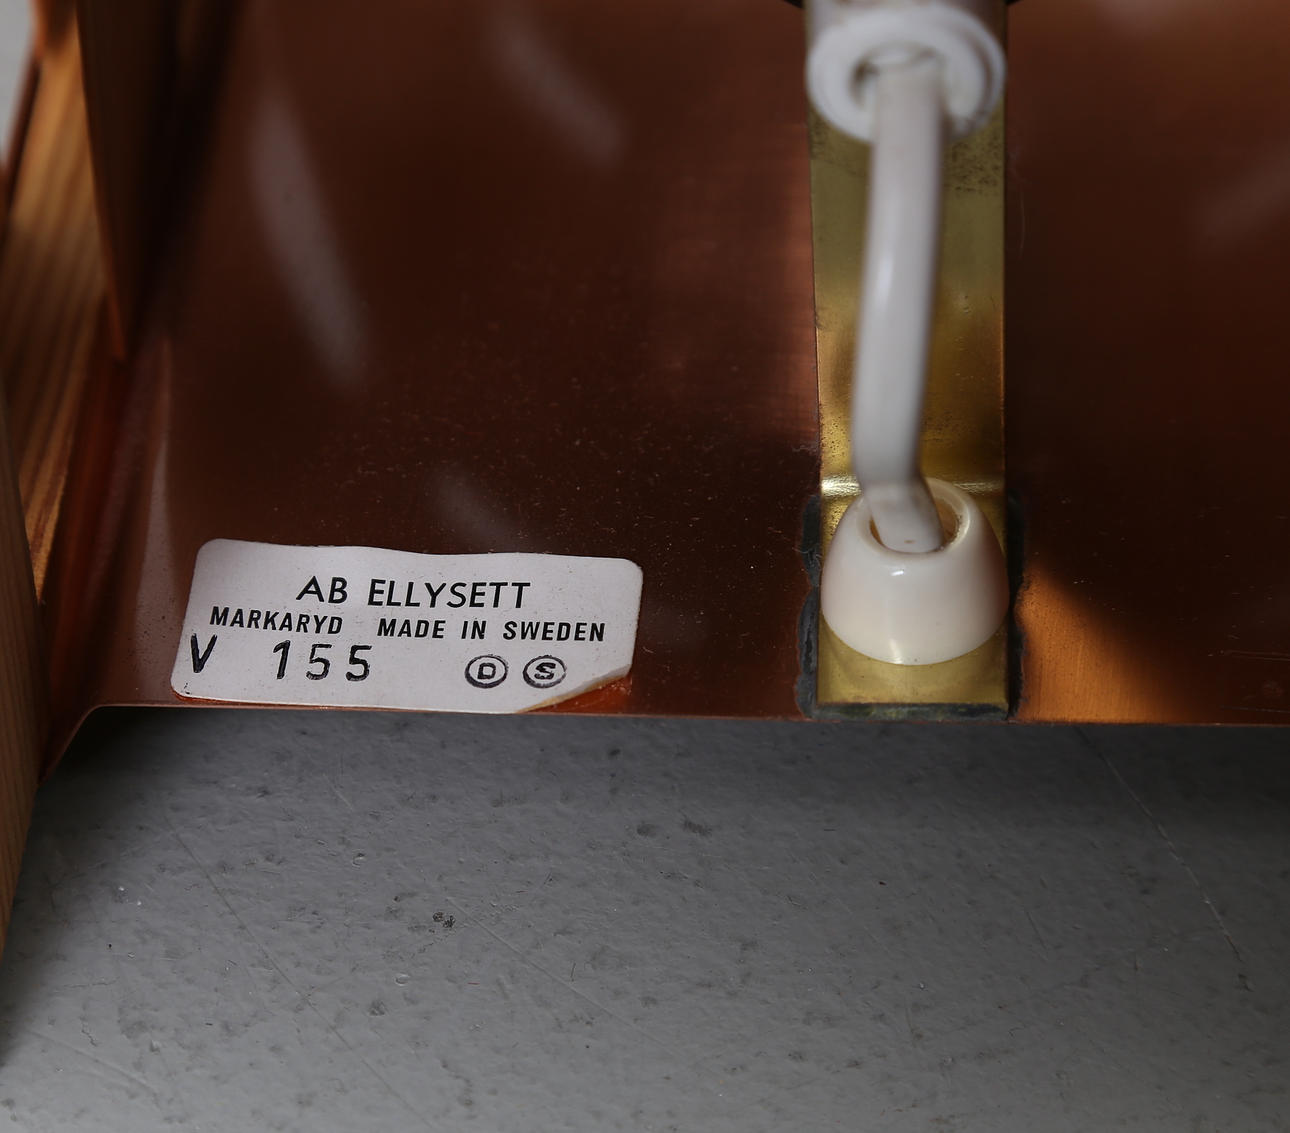 AB ELLYSETT
MARKARYD MADE IN SWEDEN
V 155 D S